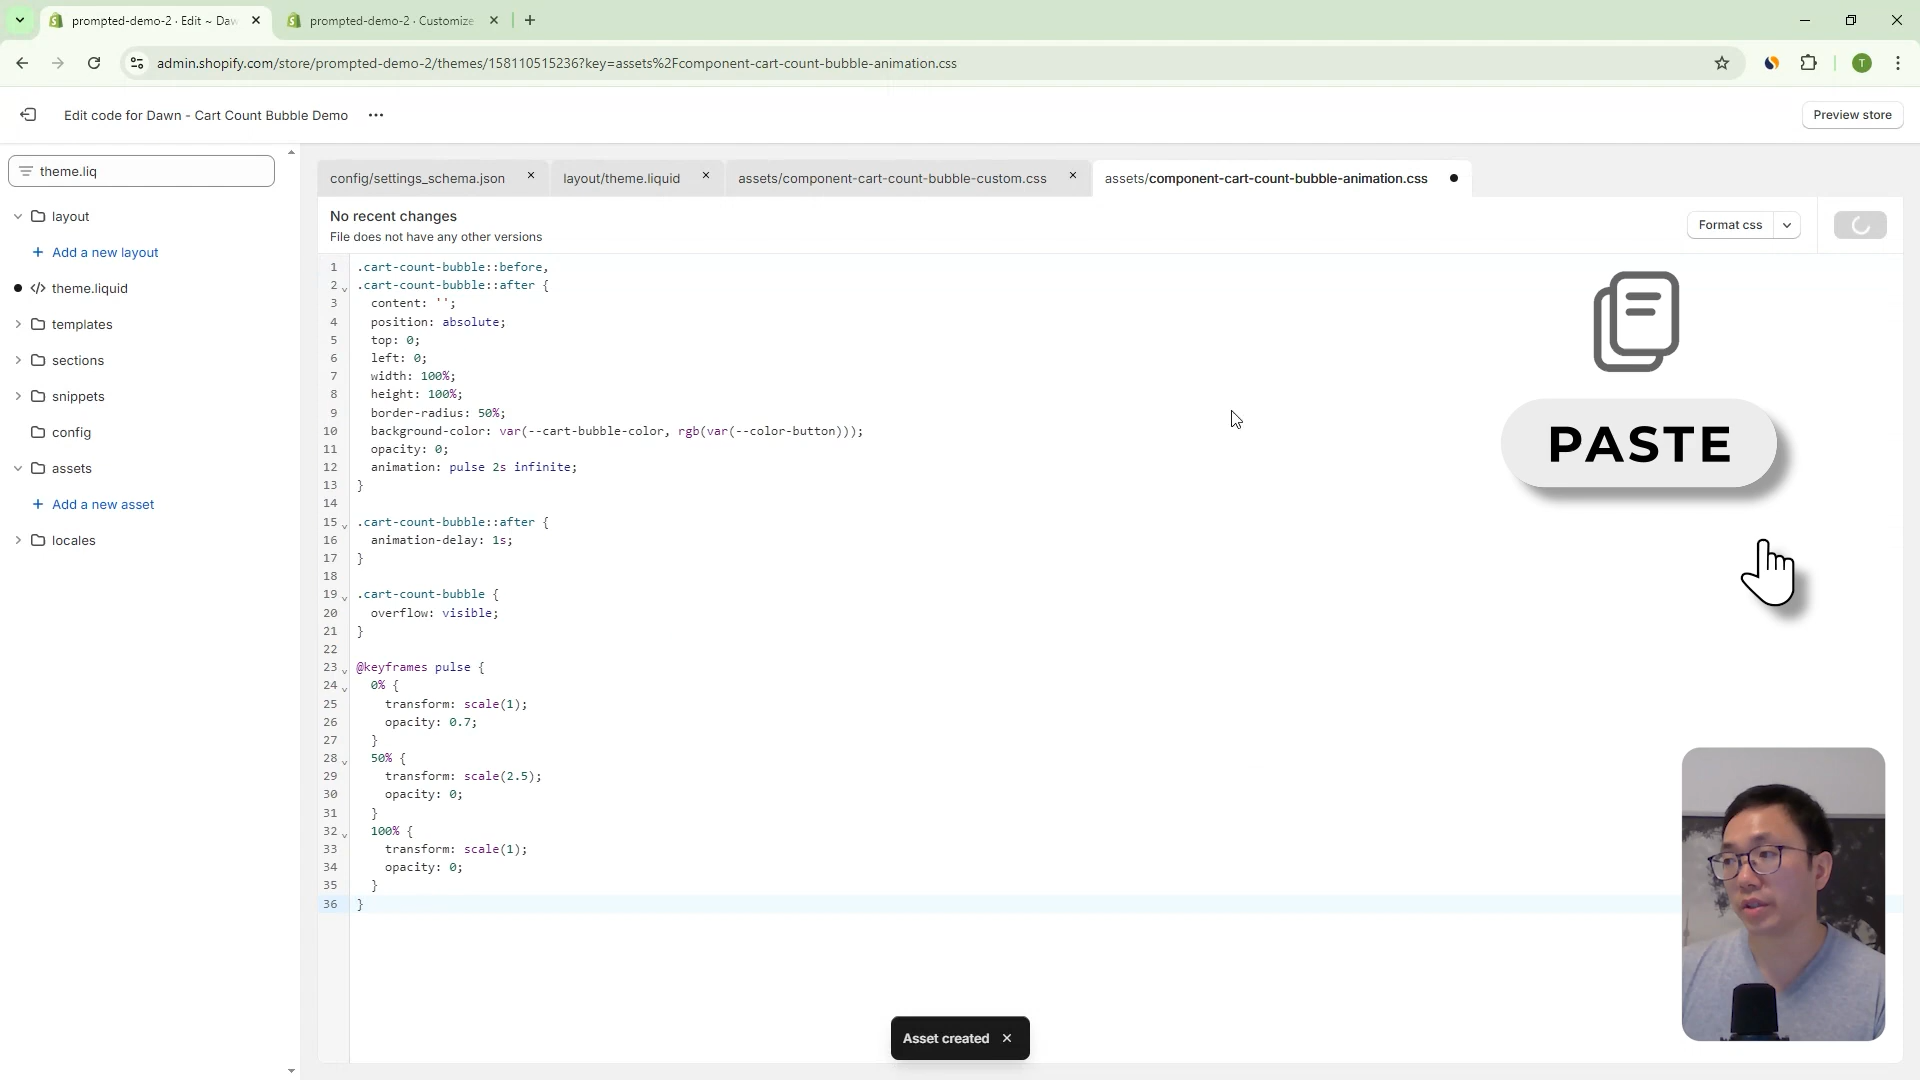 prompted-demo-2 · Edit ~ Daw
prompted-demo-2 · Customize
admin.shopify.com/store/prompted-demo-2/themes/158110515236?key=assets%2Fcomponent-cart-count-bubble-animation.css
T
Edit code for Dawn - Cart Count Bubble Demo
Preview store
theme.liq
layout
Add a new layout
theme.liquid
templates
sections
snippets
config
assets
Add a new asset
locales
config/settings_schema.json
layout/theme.liquid
assets/component-cart-count-bubble-custom.css
assets/component-cart-count-bubble-animation.css
No recent changes
File does not have any other versions
Format css
1 .cart-count-bubble::before,
2 .cart-count-bubble::after {
3 content: '';
4 position: absolute;
5 top: 0;
6 left: 0;
7 width: 100%;
8 height: 100%;
9 border-radius: 50%;
10 background-color: var(--cart-bubble-color, rgb(var(--color-button)));
11 opacity: 0;
12 animation: pulse 2s infinite;
13 }
14
15 .cart-count-bubble::after {
16 animation-delay: 1s;
17 }
18
19 .cart-count-bubble {
20 overflow: visible;
21 }
22
23 @keyframes pulse {
24 0% {
25 transform: scale(1);
26 opacity: 0.7;
27 }
28 50% {
29 transform: scale(2.5);
30 opacity: 0;
31 }
32 100% {
33 transform: scale(1);
34 opacity: 0;
35 }
36 }
PASTE
Asset created